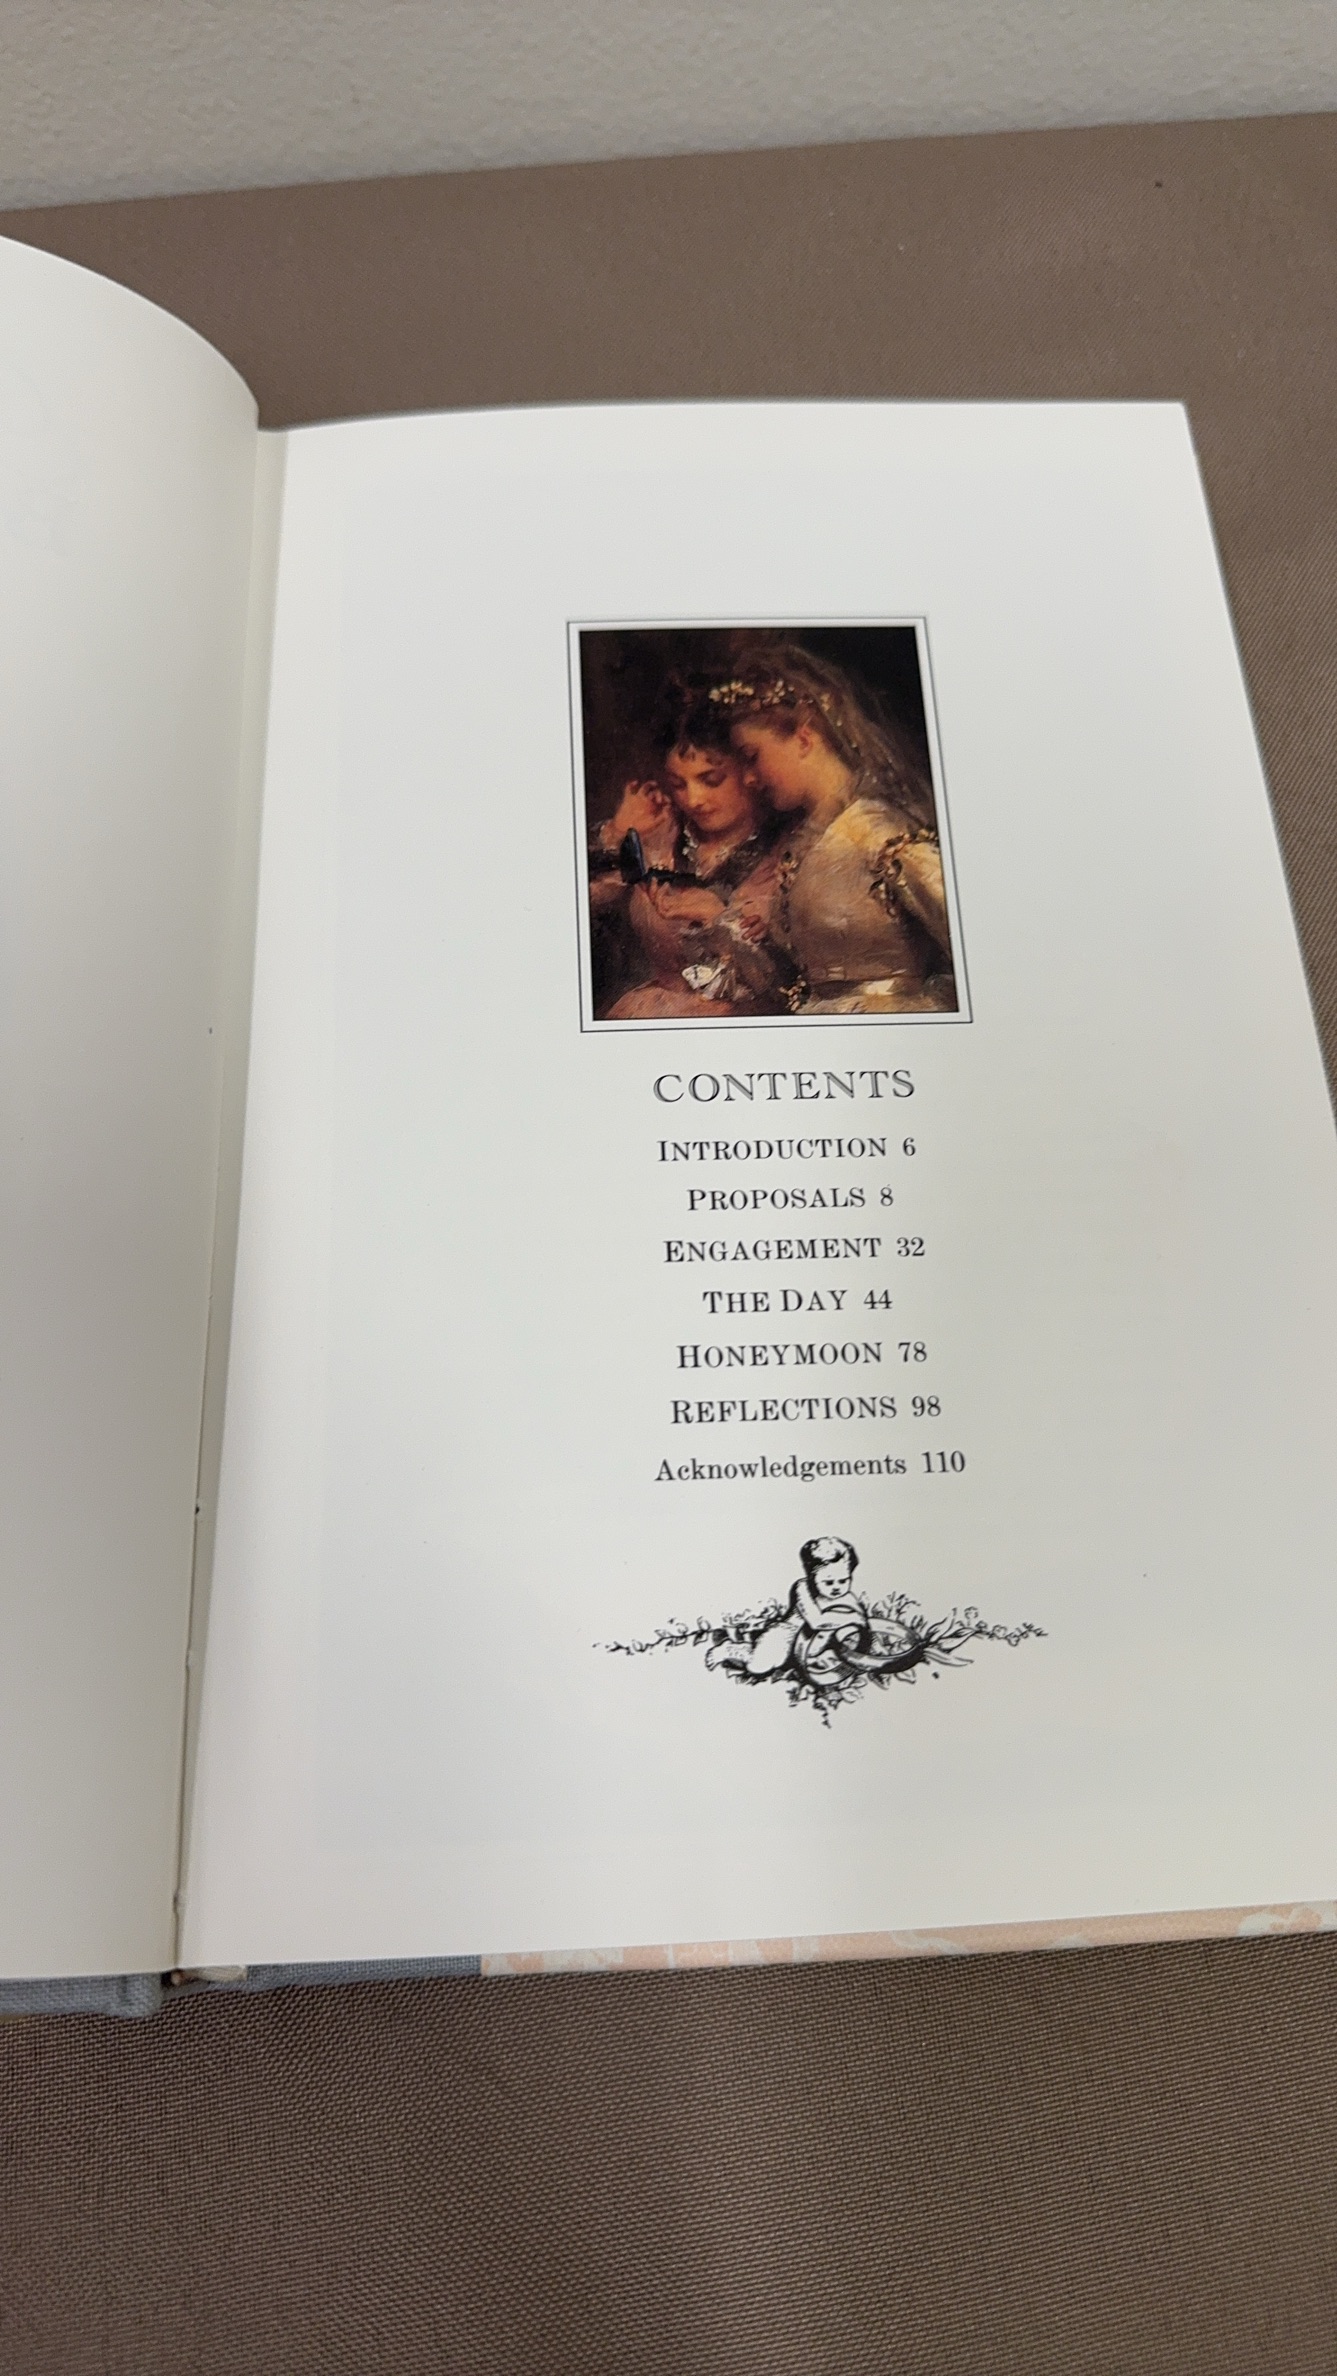 CONTENTS
INTRODUCTION 6
PROPOSALS 8
ENGAGEMENT 32
THE DAY 44
HONEYMOON 78
REFLECTIONS 98
Acknowledgements 110